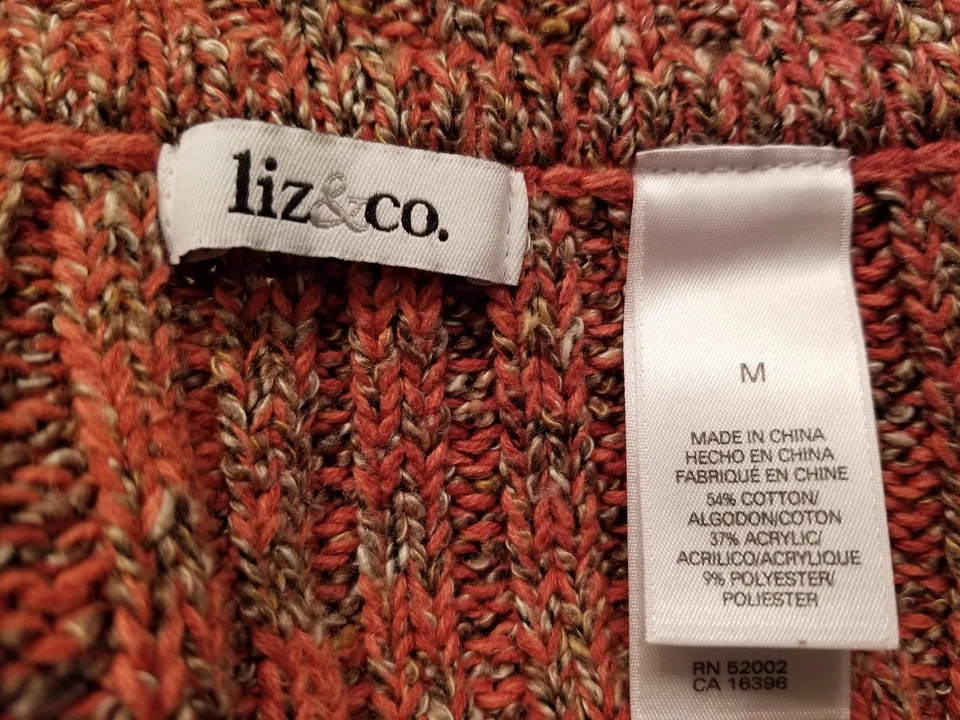 liz&co.
M
MADE IN CHINA
HECHO EN CHINA
FABRIQUÉ EN CHINE
54% COTTON/
ALGODON/COTON
37% ACRYLIC/
ACRILICO/ACRYLIQUE
9% POLYESTER/
POLIESTER
RN 52002
CA 16396